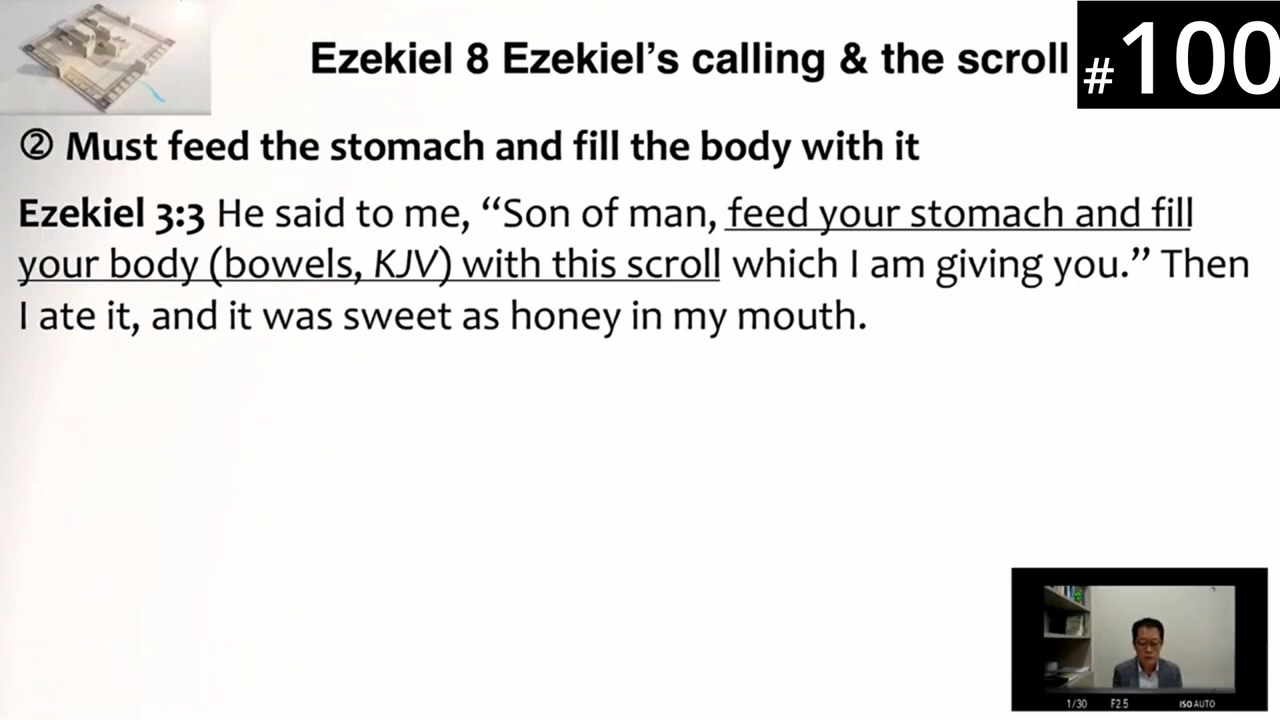 Ezekiel 8 Ezekiel’s calling & the scroll
#100
② Must feed the stomach and fill the body with it
Ezekiel 3:3 He said to me, “Son of man, feed your stomach and fill
your body (bowels, KJV) with this scroll which I am giving you.” Then
I ate it, and it was sweet as honey in my mouth.
1/30 F2.5 ISO AUTO